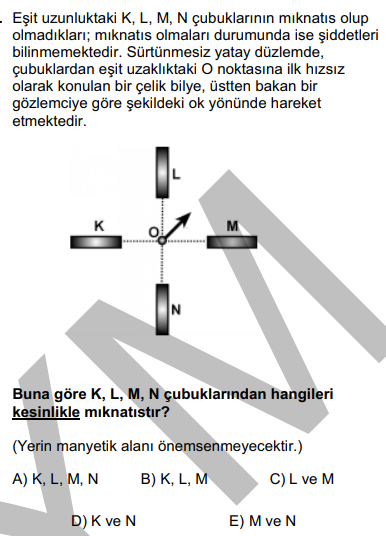 . Eşit uzunluktaki K, L, M, N çubuklarının mıknatıs olup
olmadıkları; mıknatıs olmaları durumunda ise şiddetleri
bilinmemektedir. Sürtünmesiz yatay düzlemde,
çubuklardan eşit uzaklıktaki O noktasına ilk hızsız
olarak konulan bir çelik bilye, üstten bakan bir
gözlemciye göre şekildeki ok yönünde hareket
etmektedir.
L
K
O
M
N
Buna göre K, L, M, N çubuklarından hangileri
kesinlikle mıknatıstır?
(Yerin manyetik alanı önemsenmeyecektir.)
A) K, L, M, N B) K, L, M C) L ve M
D) K ve N E) M ve N
YM